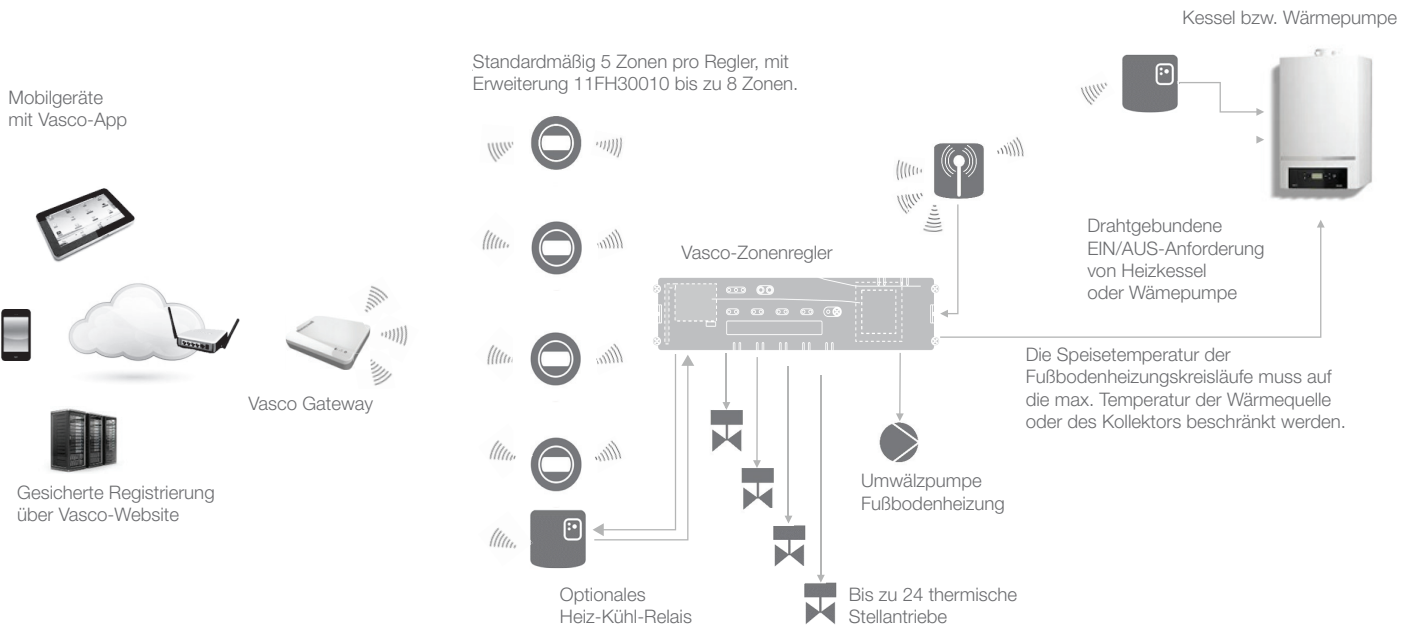 Kessel bzw. Wärmepumpe
Standardmäßig 5 Zonen pro Regler, mit
Erweiterung 11FH30010 bis zu 8 Zonen.
Mobilgeräte
mit Vasco-App
Drahtgebundene
EIN/AUS-Anforderung
von Heizkessel
oder Wämepumpe
Vasco-Zonenregler
Die Speisetemperatur der
Fußbodenheizungskreisläufe muss auf
die max. Temperatur der Wärmequelle
oder des Kollektors beschränkt werden.
Vasco Gateway
Umwälzpumpe
Fußbodenheizung
Gesicherte Registrierung
über Vasco-Website
Optionales
Heiz-Kühl-Relais
Bis zu 24 thermische
Stellantriebe